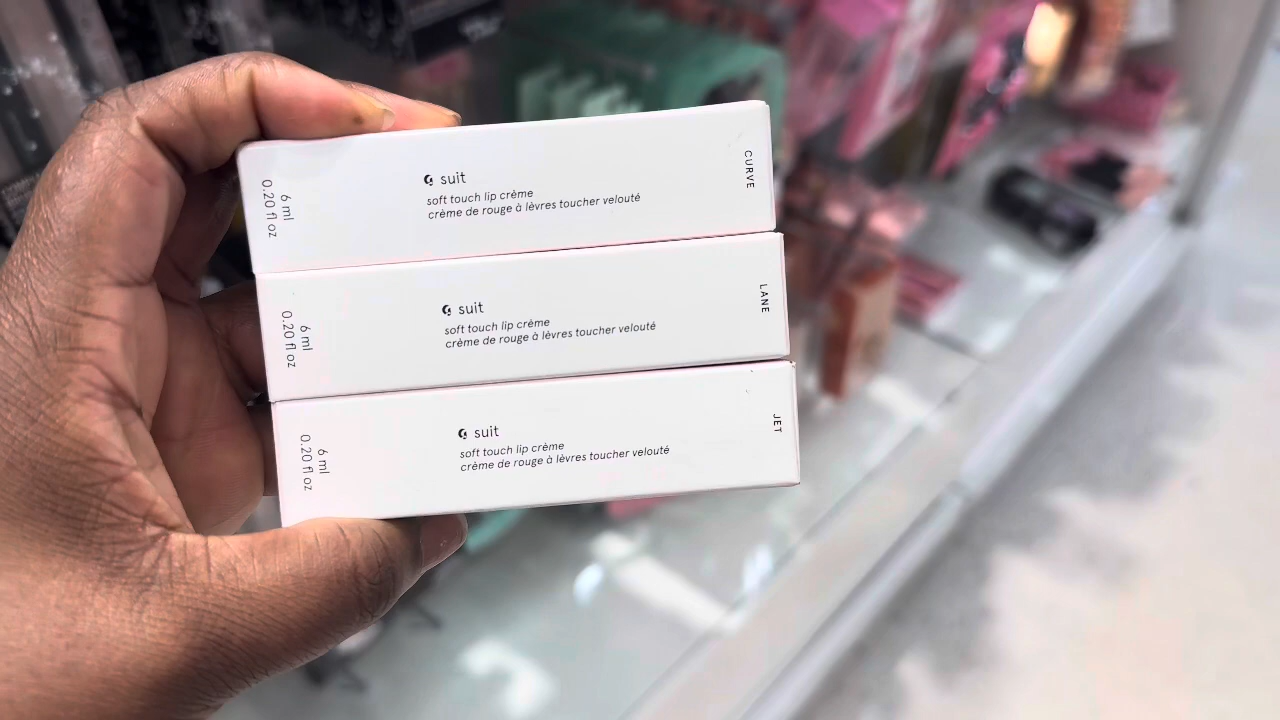 suit
soft touch lip crème
crème de rouge à lèvres toucher velouté
6 ml
0.20 fl oz
CURVE
suit
soft touch lip crème
crème de rouge à lèvres toucher velouté
6 ml
0.20 fl oz
LANE
suit
soft touch lip crème
crème de rouge à lèvres toucher velouté
6 ml
0.20 fl oz
JET